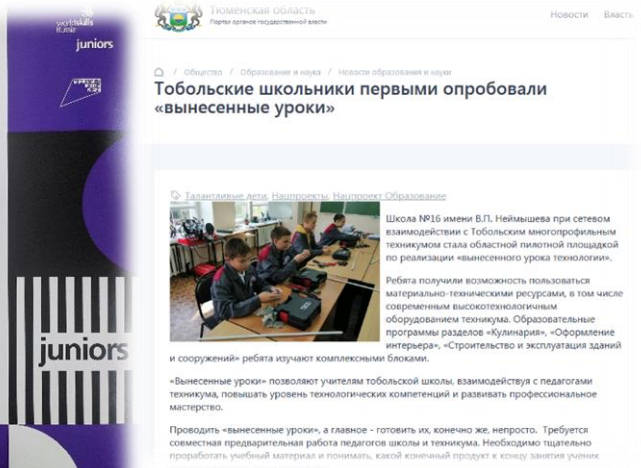 worldskills
Russia
juniors
juniors
Тюменская область
Портал органов государственной власти
Новости Власть
/ Общество / Образование и наука / Новости образования и науки
Тобольские школьники первыми опробовали
«вынесенные уроки»
Талантливые дети, Нацпроекты, Нацпроект Образование
Школа №16 имени В.П. Неймышева при сетевом
взаимодействии с Тобольским многопрофильным
техникумом стала областной пилотной площадкой
по реализации «вынесенного урока технологии».
Ребята получили возможность пользоваться
материально-техническими ресурсами, в том числе
современным высокотехнологичным
оборудованием техникума. Образовательные
программы разделов «Кулинария», «Оформление
интерьера», «Строительство и эксплуатация зданий
и сооружений» ребята изучают комплексными блоками.
«Вынесенные уроки» позволяют учителям тобольской школы, взаимодействуя с педагогами
техникума, повышать уровень технологических компетенций и развивать профессиональное
мастерство.
Проводить «вынесенные уроки», а главное - готовить их, конечно же, непросто. Требуется
совместная предварительная работа педагогов школы и техникума. Необходимо тщательно
проработать учебный материал и понимать, какой конечный продукт к концу занятия ученик